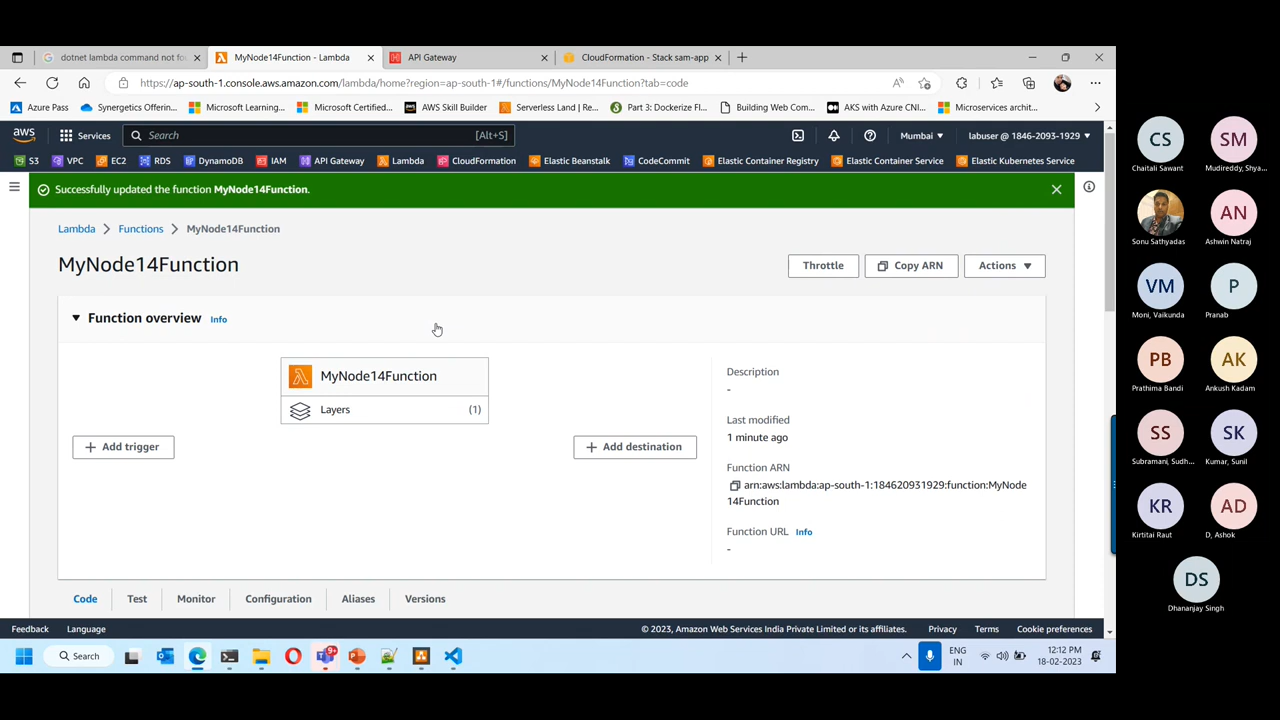 dotnet lambda command not fo
MyNode14Function - Lambda
API Gateway
CloudFormation - Stack sam-app
https://ap-south-1.console.aws.amazon.com/lambda/home?region=ap-south-1#/functions/MyNode14Function?tab=code
Azure Pass
Synergetics Offerin...
Microsoft Learning...
Microsoft Certified...
AWS Skill Builder
Serverless Land | Re...
Part 3: Dockerize Fl...
Building Web Com...
AKS with Azure CNI...
Microservices archit...
aws
Services
Search
[Alt+S]
Mumbai
labuser @ 1846-2093-1929
S3
VPC
EC2
RDS
DynamoDB
IAM
API Gateway
Lambda
CloudFormation
Elastic Beanstalk
CodeCommit
Elastic Container Registry
Elastic Container Service
Elastic Kubernetes Service
Successfully updated the function MyNode14Function.
Lambda
Functions
MyNode14Function
MyNode14Function
Throttle
Copy ARN
Actions
Function overview
Info
MyNode14Function
Layers
(1)
Add trigger
Add destination
Description
-
Last modified
1 minute ago
Function ARN
arn:aws:lambda:ap-south-1:184620931929:function:MyNode
14Function
Function URL Info
-
Code
Test
Monitor
Configuration
Aliases
Versions
Feedback
Language
© 2023, Amazon Web Services India Private Limited or its affiliates.
Privacy
Terms
Cookie preferences
Search
9+
ENG
IN
12:12 PM
18-02-2023
CS
Chaitali Sawant
SM
Mudireddy, Shya...
Sonu Sathyadas
AN
Ashwin Natraj
VM
Moni, Vaikunda
P
Pranab
PB
Prathima Bandi
AK
Ankush Kadam
SS
Subramani, Sudh...
SK
Kumar, Sunil
KR
Kirtitai Raut
AD
D, Ashok
DS
Dhananjay Singh